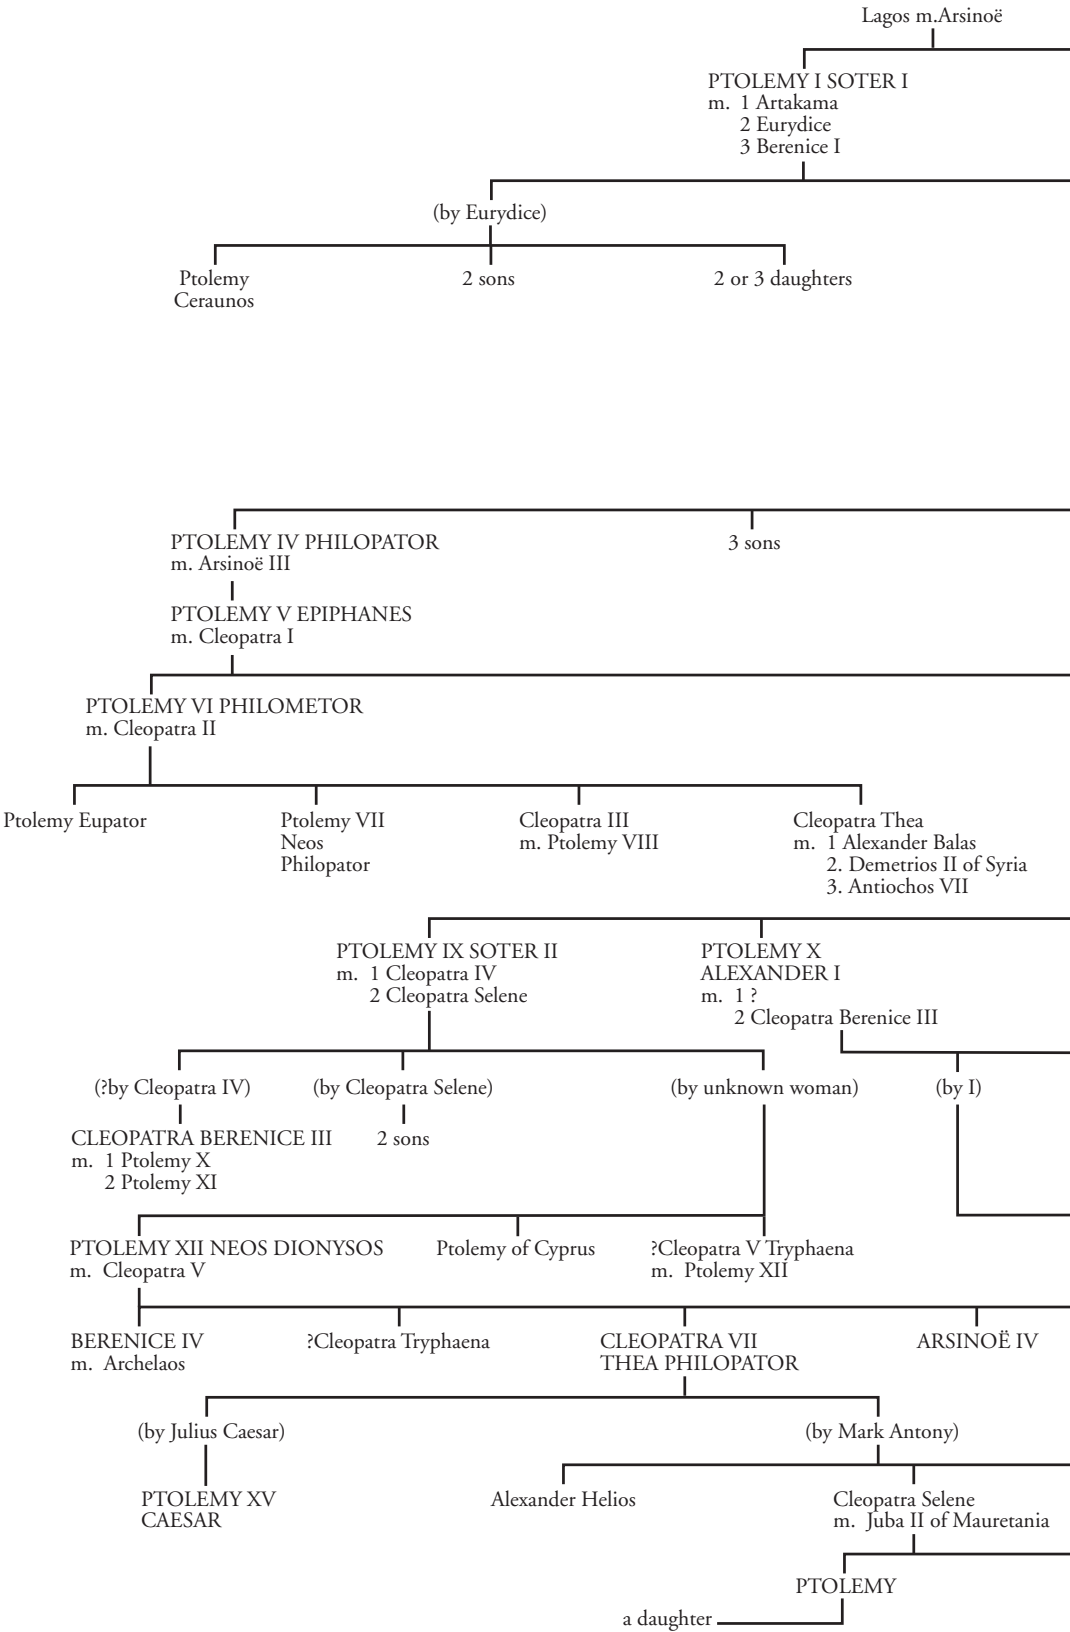 Lagos m.Arsinoë
PTOLEMY I SOTER I
m. 1 Artakama
2 Eurydice
3 Berenice I
(by Eurydice)
Ptolemy
Ceraunos
2 sons
2 or 3 daughters
PTOLEMY IV PHILOPATOR
m. Arsinoë III
3 sons
PTOLEMY V EPIPHANES
m. Cleopatra I
PTOLEMY VI PHILOMETOR
m. Cleopatra II
Ptolemy Eupator
Ptolemy VII
Neos
Philopator
Cleopatra III
m. Ptolemy VIII
Cleopatra Thea
m. 1 Alexander Balas
2. Demetrios II of Syria
3. Antiochos VII
PTOLEMY IX SOTER II
m. 1 Cleopatra IV
2 Cleopatra Selene
PTOLEMY X
ALEXANDER I
m. 1 ?
2 Cleopatra Berenice III
(?by Cleopatra IV)
(by Cleopatra Selene)
(by unknown woman)
(by I)
CLEOPATRA BERENICE III
m. 1 Ptolemy X
2 Ptolemy XI
2 sons
PTOLEMY XII NEOS DIONYSOS
m. Cleopatra V
Ptolemy of Cyprus
?Cleopatra V Tryphaena
m. Ptolemy XII
BERENICE IV
m. Archelaos
?Cleopatra Tryphaena
CLEOPATRA VII
THEA PHILOPATOR
ARSINOË IV
(by Julius Caesar)
(by Mark Antony)
PTOLEMY XV
CAESAR
Alexander Helios
Cleopatra Selene
m. Juba II of Mauretania
PTOLEMY
a daughter